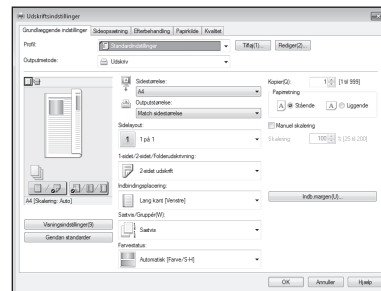 Udskriftsindstillinger
Grundlæggende indstillinger Sideopsætning Efterbehandling Papirkilde Kvalitet
Profil: Standardindstillinger Tilføj(1)... Rediger(2)...
Outputmetode: Udskriv
Sidestørrelse: Kopier(Q): 1 [1 til 999]
A4 Papirretning
Outputstørrelse: A Stående A Liggende
Match sidestørrelse
Sidelayout: Manuel skalering
1 1 på 1 Skalering: 100 % [25 til 200]
1-sidet/2-sidet/Folderudskrivning:
2-sidet udskrift
Indbindingsplacering:
A4 [Skalering: Auto] Lang kant [Venstre] Indb.margen(U)...
Visningsindstillinger(9) Sætvis/Gruppér(W):
Gendan standarder Sætvis
Farvestatus:
Automatisk [Farve/S-H]
OK Annuller Hjælp